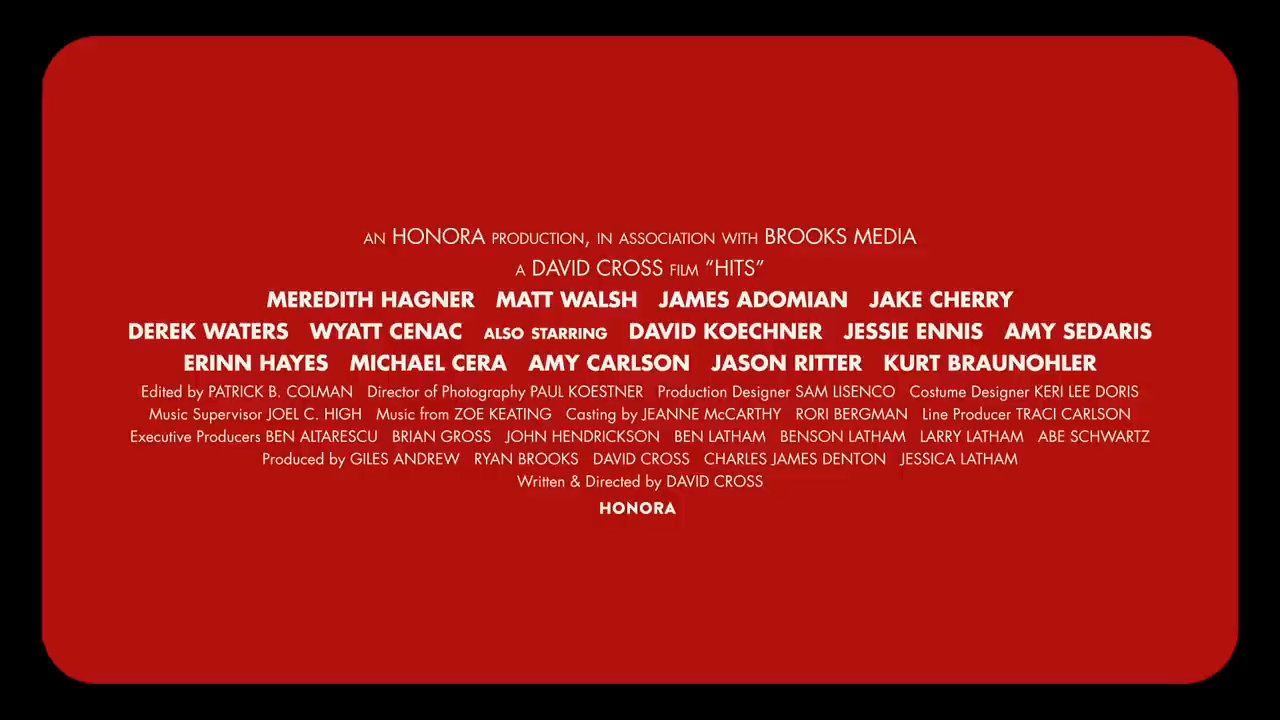 AN HONORA PRODUCTION, IN ASSOCIATION WITH BROOKS MEDIA
A DAVID CROSS FILM “HITS”
MEREDITH HAGNER MATT WALSH JAMES ADOMIAN JAKE CHERRY
DEREK WATERS WYATT CENAC ALSO STARRING DAVID KOECHNER JESSIE ENNIS AMY SEDARIS
ERINN HAYES MICHAEL CERA AMY CARLSON JASON RITTER KURT BRAUNOHLER
Edited by PATRICK B. COLMAN Director of Photography PAUL KOESTNER Production Designer SAM LISENCO Costume Designer KERI LEE DORIS
Music Supervisor JOEL C. HIGH Music from ZOE KEATING Casting by JEANNE McCARTHY RORI BERGMAN Line Producer TRACI CARLSON
Executive Producers BEN ALTARESCU BRIAN GROSS JOHN HENDRICKSON BEN LATHAM BENSON LATHAM LARRY LATHAM ABE SCHWARTZ
Produced by GILES ANDREW RYAN BROOKS DAVID CROSS CHARLES JAMES DENTON JESSICA LATHAM
Written & Directed by DAVID CROSS
HONORA